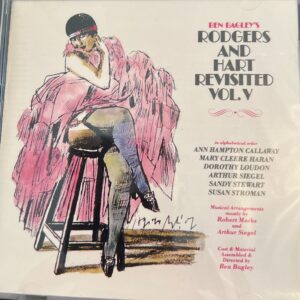 BEN BAGLEY'S
RODGERS
AND
HART
REVISITED
VOL. V
in alphabetical order
ANN HAMPTON CALLAWAY
MARY CLEERE HARAN
DOROTHY LOUDON
ARTHUR SIEGEL
SANDY STEWART
SUSAN STROMAN
Musical Arrangements
mostly by
Robert Marks
and
Arthur Siegel
Cast & Material
Assembled &
Directed by
Ben Bagley